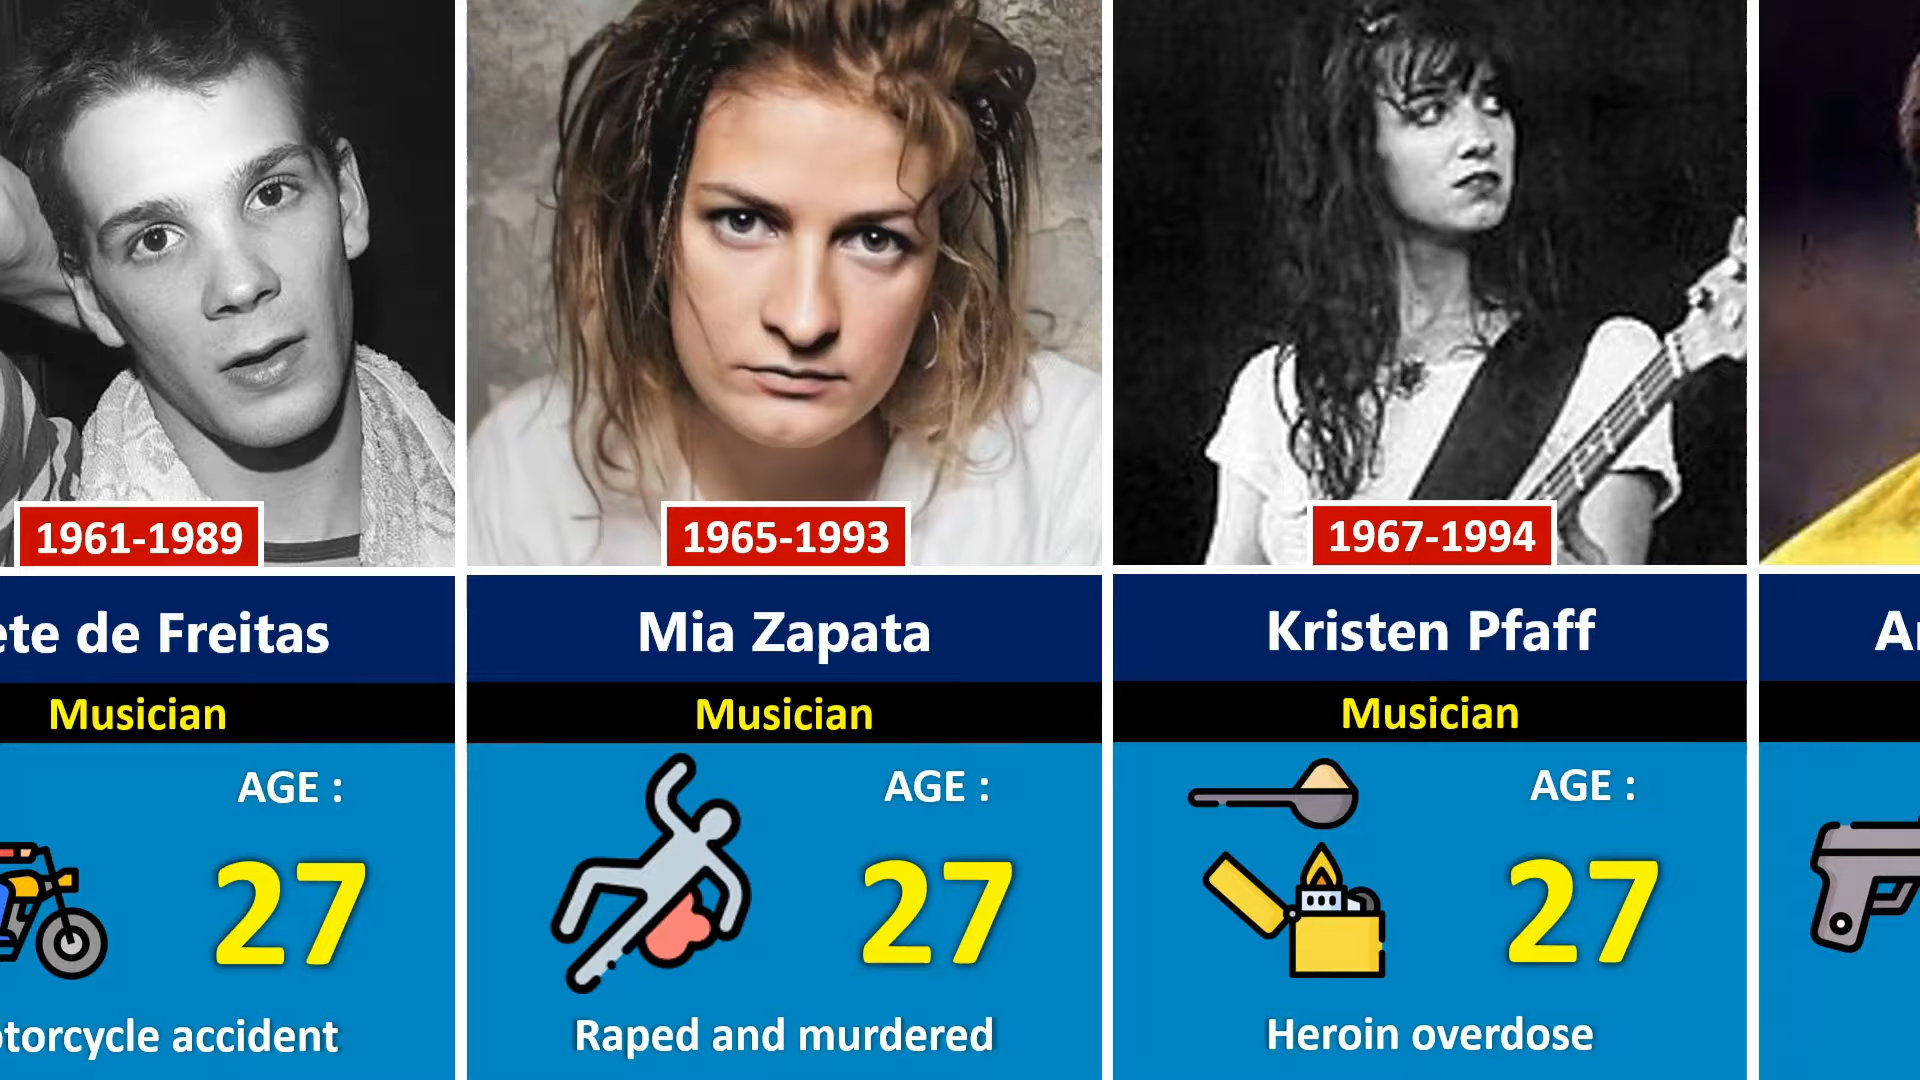 1961-1989
ete de Freitas
Musician
AGE :
27
otorcycle accident
1965-1993
Mia Zapata
Musician
AGE :
27
Raped and murdered
1967-1994
Kristen Pfaff
Musician
AGE :
27
Heroin overdose